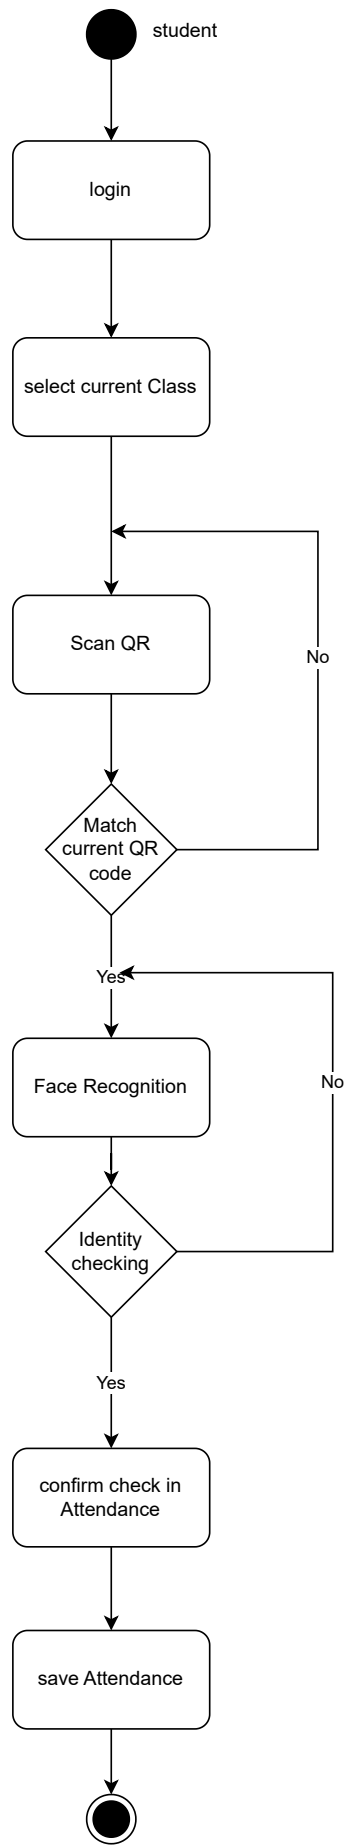 student
login
select current Class
Scan QR
No
Match
current QR
code
Yes
Face Recognition
No
Identity
checking
Yes
confirm check in
Attendance
save Attendance